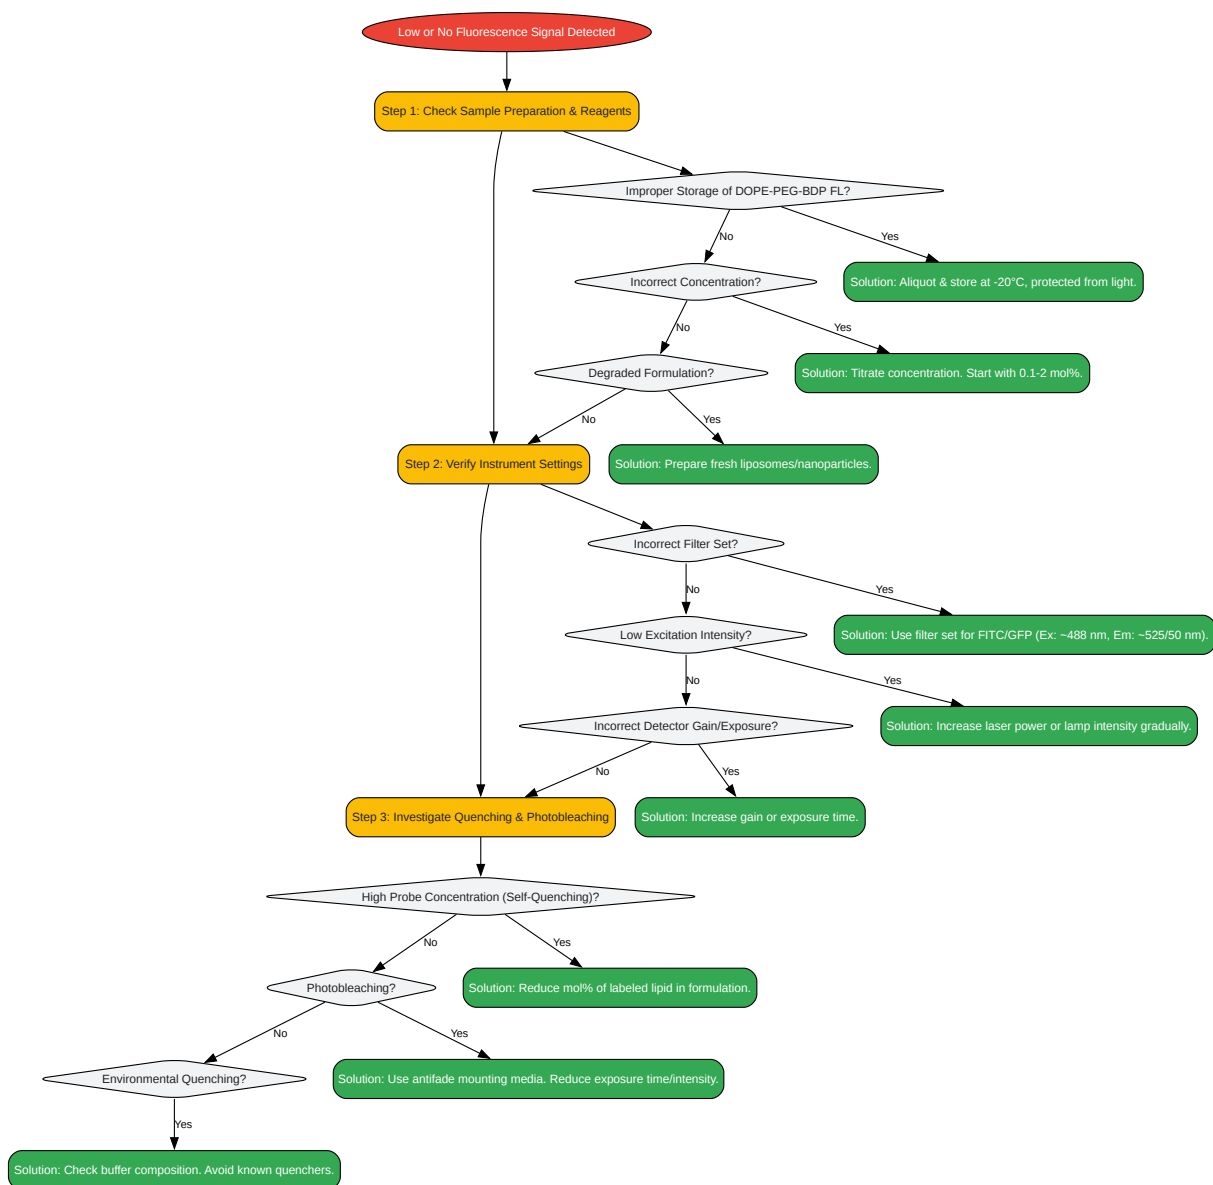 Low or No Fluorescence Signal Detected
Step 1: Check Sample Preparation & Reagents
Improper Storage of DOPE-PEG-BDP FL?
No
Yes
Incorrect Concentration?
Solution: Aliquot & store at -20°C, protected from light.
No
Yes
Degraded Formulation?
Solution: Titrate concentration. Start with 0.1-2 mol%.
No
Yes
Step 2: Verify Instrument Settings
Solution: Prepare fresh liposomes/nanoparticles.
Incorrect Filter Set?
No
Yes
Low Excitation Intensity?
Solution: Use filter set for FITC/GFP (Ex: ~488 nm, Em: ~525/50 nm).
No
Yes
Incorrect Detector Gain/Exposure?
Solution: Increase laser power or lamp intensity gradually.
No
Yes
Step 3: Investigate Quenching & Photobleaching
Solution: Increase gain or exposure time.
High Probe Concentration (Self-Quenching)?
No
Yes
Photobleaching?
Solution: Reduce mol% of labeled lipid in formulation.
No
Yes
Environmental Quenching?
Solution: Use antifade mounting media. Reduce exposure time/intensity.
Yes
Solution: Check buffer composition. Avoid known quenchers.